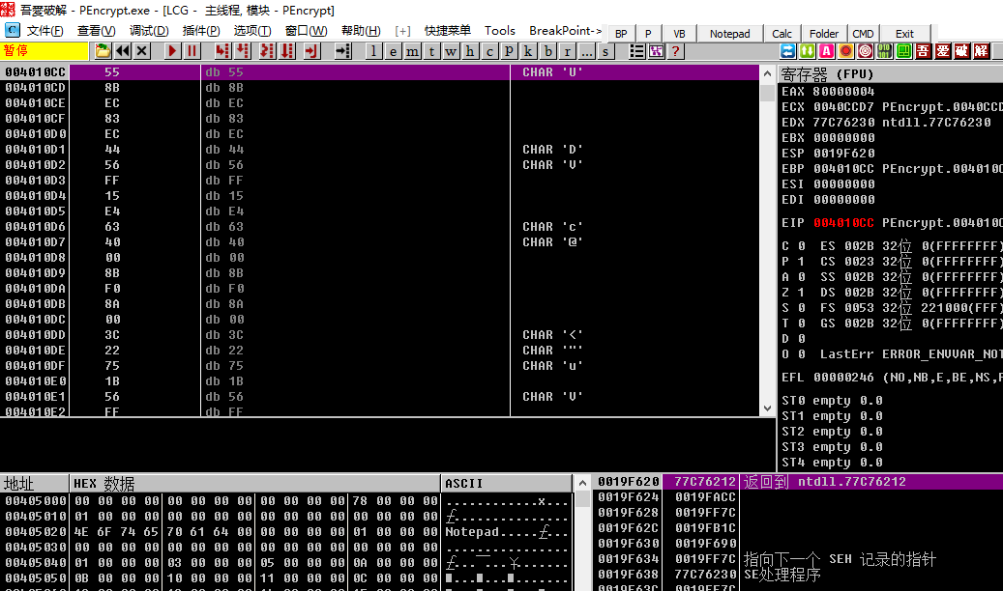 吾愛破解 - PEncrypt.exe - [LCG - 主线程, 模块 - PEncrypt]
C 文件(F) 查看(V) 调试(D) 插件(P) 选项(T) 窗口(W) 帮助(H) [+] 快捷菜单 Tools BreakPoint-> BP P VB Notepad Calc Folder CMD Exit
暂停 l e m t w h c p k b r ... s ? 吾 爱 破 解
004010CC 55 db 55 CHAR 'U'
004010CD 8B db 8B
004010CE EC db EC
004010CF 83 db 83
004010D0 EC db EC
004010D1 44 db 44 CHAR 'D'
004010D2 56 db 56 CHAR 'V'
004010D3 FF db FF
004010D4 15 db 15
004010D5 E4 db E4
004010D6 63 db 63 CHAR 'c'
004010D7 40 db 40 CHAR '@'
004010D8 00 db 00
004010D9 8B db 8B
004010DA F0 db F0
004010DB 8A db 8A
004010DC 00 db 00
004010DD 3C db 3C CHAR '<'
004010DE 22 db 22 CHAR '"'
004010DF 75 db 75 CHAR 'u'
004010E0 1B db 1B
004010E1 56 db 56 CHAR 'V'
004010E2 FF db FF
寄存器 (FPU)
EAX 80000004
ECX 0040CCD7 PEncrypt.0040CCD
EDX 77C76230 ntdll.77C76230
EBX 00000000
ESP 0019F620
EBP 004010CC PEncrypt.004010C
ESI 00000000
EDI 00000000
EIP 004010CC PEncrypt.004010C
C 0 ES 002B 32位 0(FFFFFFFF)
P 1 CS 0023 32位 0(FFFFFFFF)
A 0 SS 002B 32位 0(FFFFFFFF)
Z 1 DS 002B 32位 0(FFFFFFFF)
S 0 FS 0053 32位 221000(FFF)
T 0 GS 002B 32位 0(FFFFFFFF)
D 0
O 0 LastErr ERROR_ENVVAR_NOT
EFL 00000246 (NO,NB,E,BE,NS,P
ST0 empty 0.0
ST1 empty 0.0
ST2 empty 0.0
ST3 empty 0.0
ST4 empty 0.0
地址 HEX 数据 ASCII
00405000 00 00 00 00 00 00 00 00 00 00 00 00 78 00 00 00 ............x...
00405010 01 00 00 00 00 00 00 00 00 00 00 00 00 00 00 00
00405020 4E 6F 74 65 70 61 64 00 00 00 00 00 01 00 00 00 Notepad.....
00405030 00 00 00 00 00 00 00 00 00 00 00 00 00 00 00 00 ................
00405040 01 00 00 00 03 00 00 00 05 00 00 00 0A 00 00 00
00405050 0B 00 00 00 10 00 00 00 11 00 00 00 0C 00 00 00
0019F620 77C76212 返回到 ntdll.77C76212
0019F624 0019FACC
0019F628 0019FF7C
0019F62C 0019FB1C
0019F630 0019F690
0019F634 0019FF7C 指向下一个 SEH 记录的指针
0019F638 77C76230 SE处理程序
0019F63C 0019FF7C